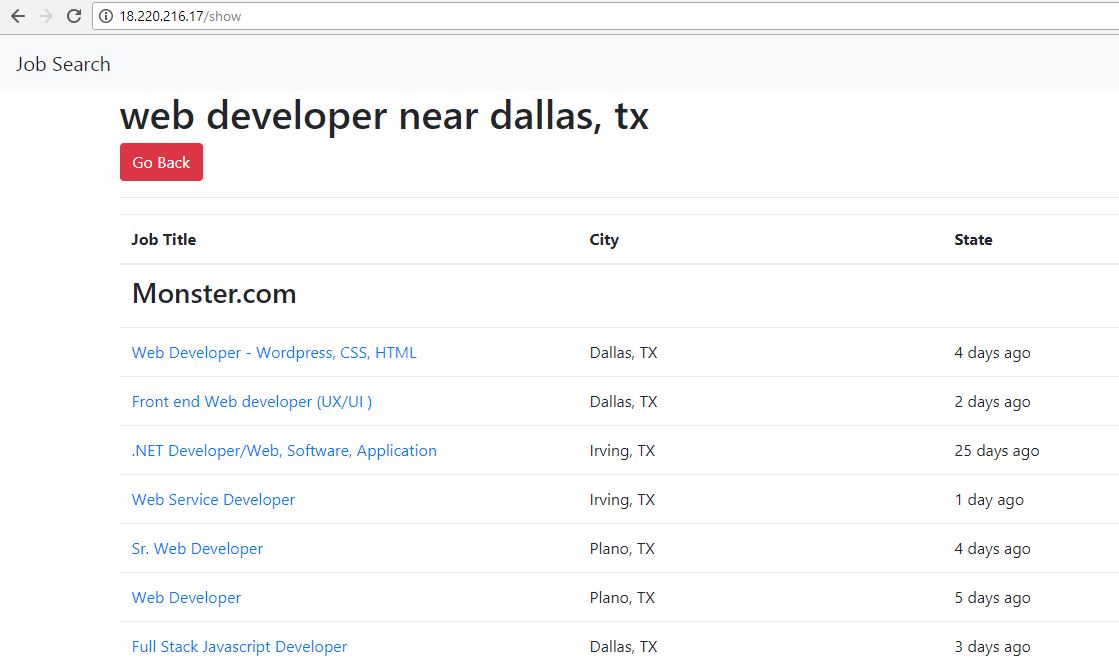 18.220.216.17/show
Job Search
web developer near dallas, tx
Go Back
Job Title City State
Monster.com
Web Developer - Wordpress, CSS, HTML Dallas, TX 4 days ago
Front end Web developer (UX/UI ) Dallas, TX 2 days ago
.NET Developer/Web, Software, Application Irving, TX 25 days ago
Web Service Developer Irving, TX 1 day ago
Sr. Web Developer Plano, TX 4 days ago
Web Developer Plano, TX 5 days ago
Full Stack Javascript Developer Dallas, TX 3 days ago